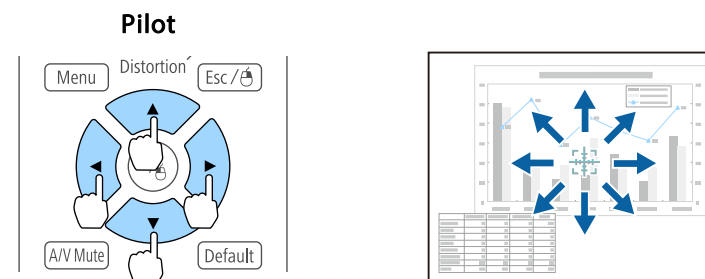 Pilot
Distortion
Menu
Esc /
A/V Mute
Default